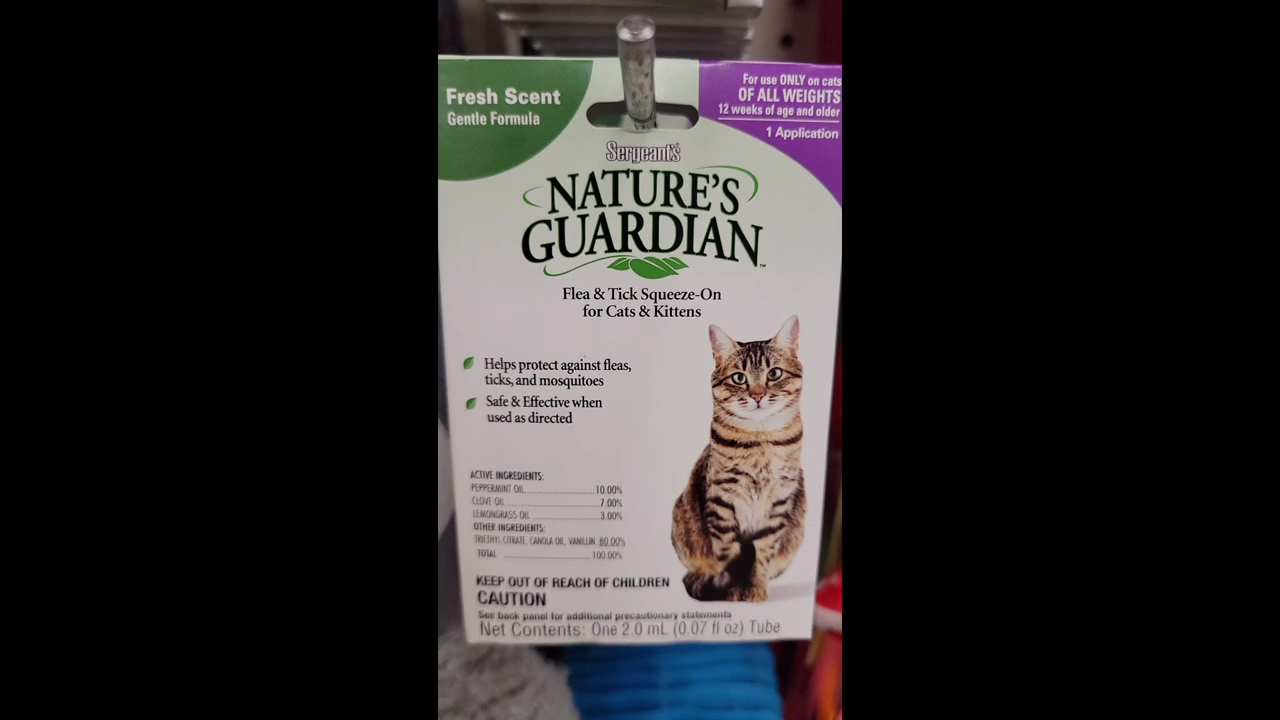 Fresh Scent
Gentle Formula
For use ONLY on cats
OF ALL WEIGHTS
12 weeks of age and older
1 Application
Sergeant's
NATURE'S
GUARDIAN™
Flea & Tick Squeeze-On
for Cats & Kittens
Helps protect against fleas,
ticks, and mosquitoes
Safe & Effective when
used as directed
ACTIVE INGREDIENTS:
PEPPERMINT OIL 10.00%
CLOVE OIL 7.00%
LEMONGRASS OIL 3.00%
OTHER INGREDIENTS:
TRIETHYL CITRATE, CANOLA OIL, VANILLIN 80.00%
TOTAL 100.00%
KEEP OUT OF REACH OF CHILDREN
CAUTION
See back panel for additional precautionary statements
Net Contents: One 2.0 mL (0.07 fl oz) Tube